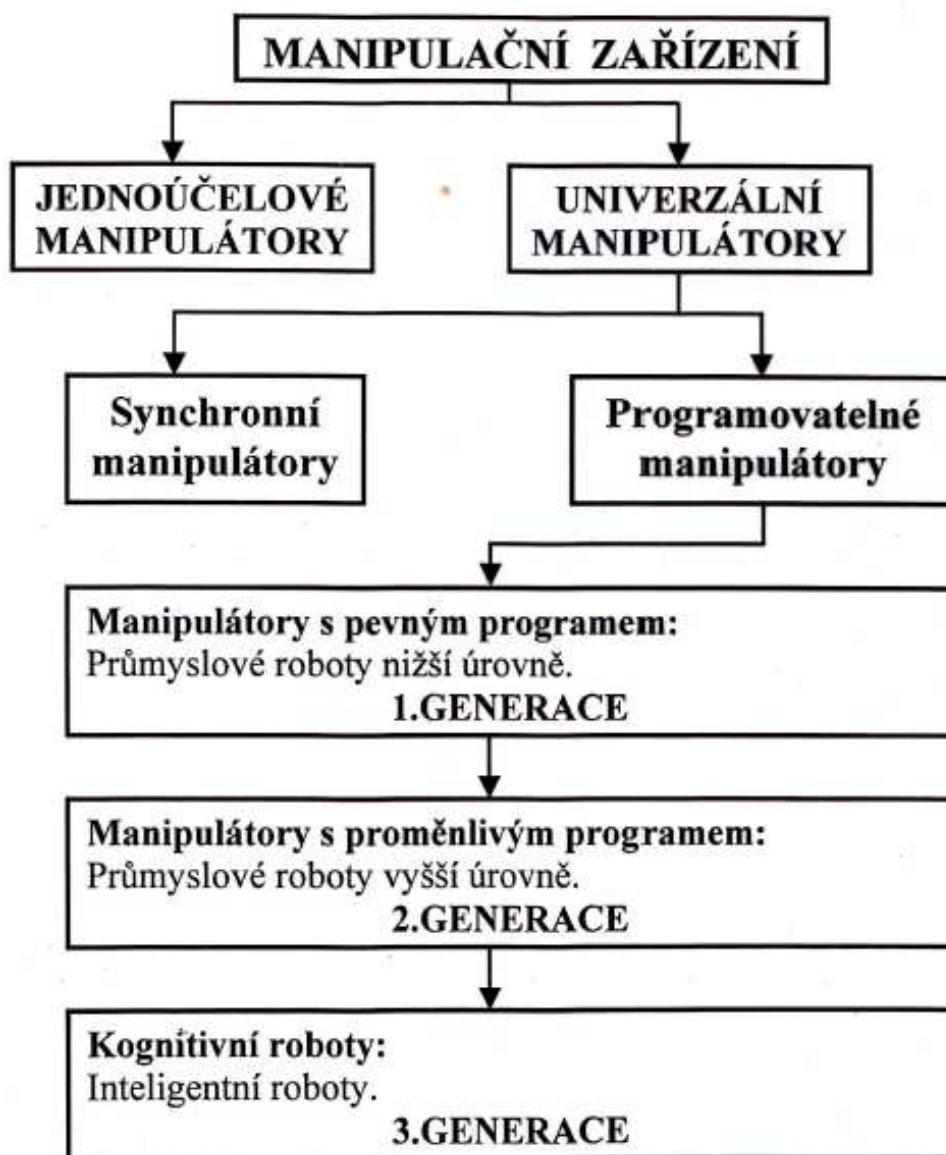 MANIPULAČNÍ ZAŘÍZENÍ
JEDNOÚČELOVÉ
MANIPULÁTORY
UNIVERZÁLNÍ
MANIPULÁTORY
Synchronní
manipulátory
Programovatelné
manipulátory
Manipulátory s pevným programem:
Průmyslové roboty nižší úrovně.
1.GENERACE
Manipulátory s proměnlivým programem:
Průmyslové roboty vyšší úrovně.
2.GENERACE
Kognitivní roboty:
Inteligentní roboty.
3.GENERACE